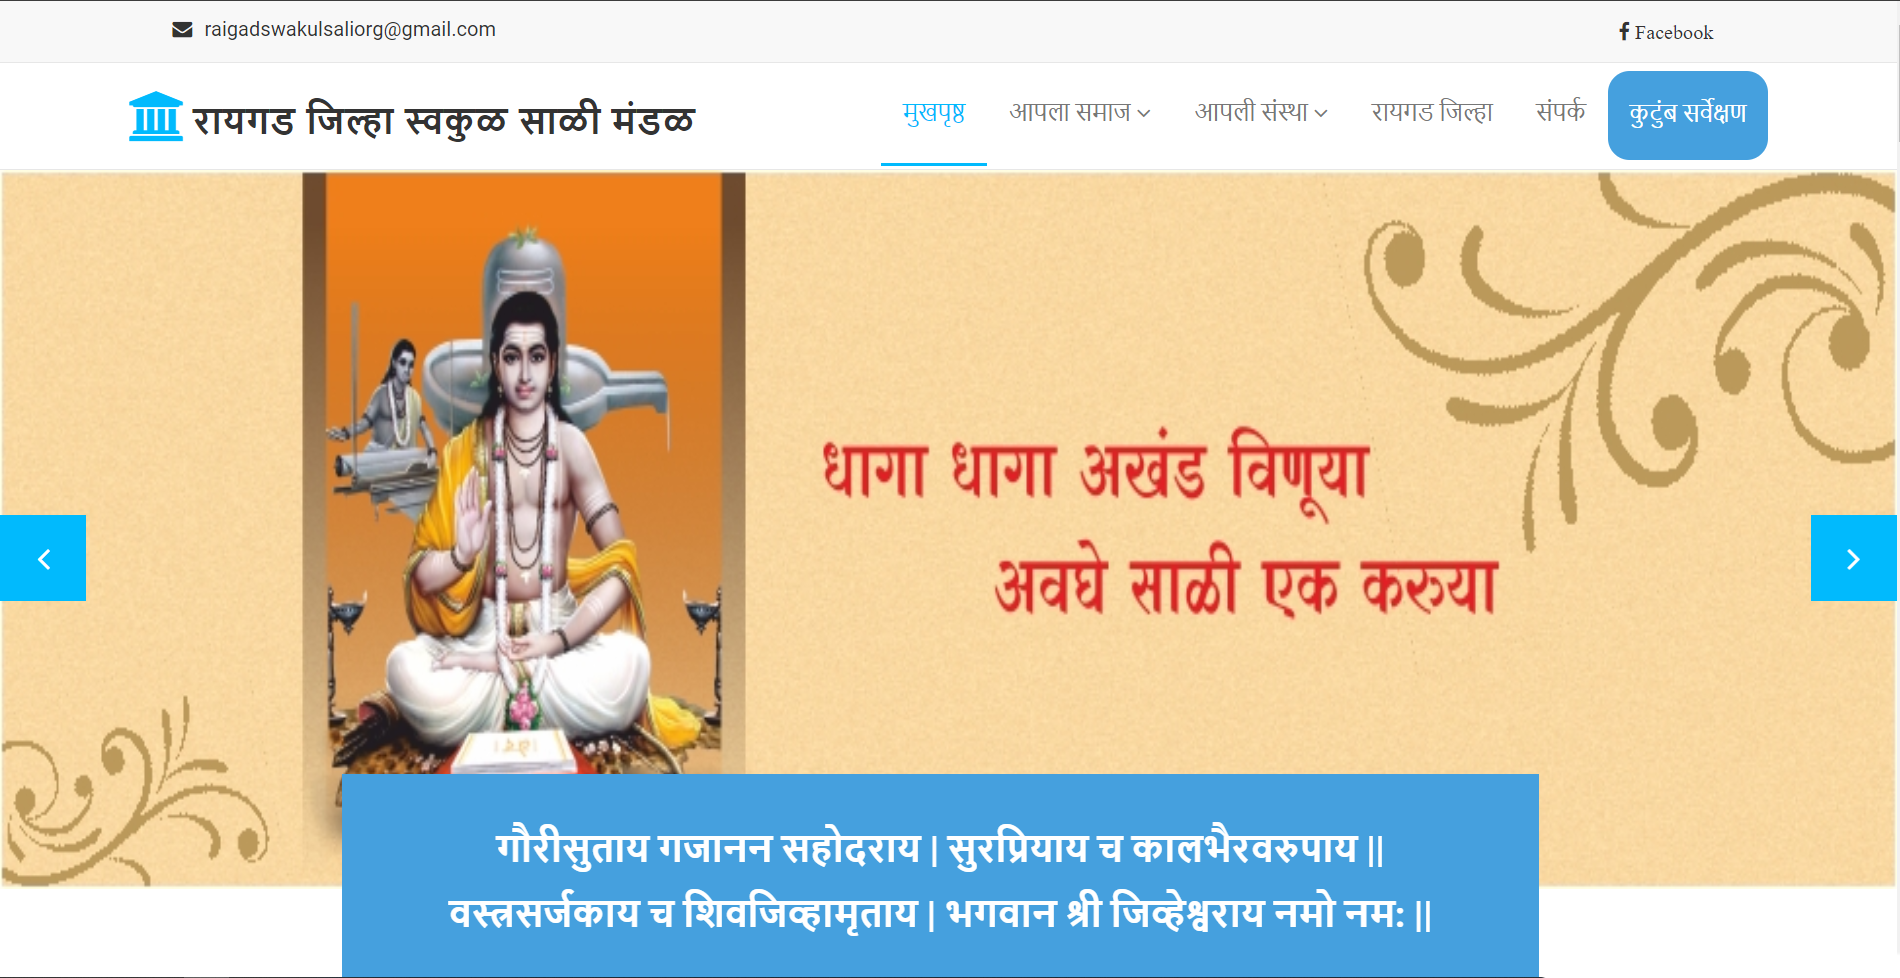 raigadswakulsaliorg@gmail.com
Facebook
रायगड जिल्हा स्वकुळ साळी मंडळ
मुखपृष्ठ आपला समाज आपली संस्था रायगड जिल्हा संपर्क कुटुंब सर्वेक्षण
धागा धागा अखंड विणूया
अवघे साळी एक करुया
गौरीसुताय गजानन सहोदराय | सुरप्रियाय च कालभैरवरुपाय ||
वस्त्रसर्जकाय च शिवजिव्हामृताय | भगवान श्री जिव्हेश्वराय नमो नम: ||